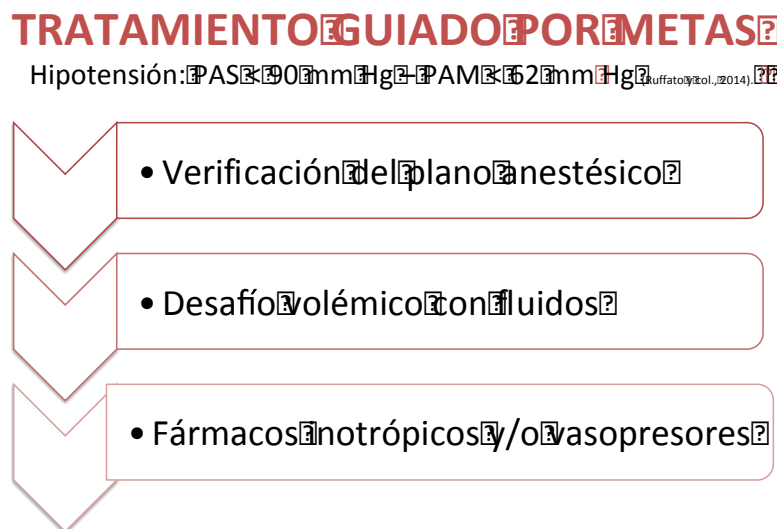 TRATAMIENTO GUIADO POR METAS
Hipotensión: PAS < 90 mm Hg – PAM < 62 mm Hg (Ruffato y col., 2014).
• Verificación del plano anestésico
• Desafío volémico con fluidos
• Fármacos inotrópicos y/o vasopresores